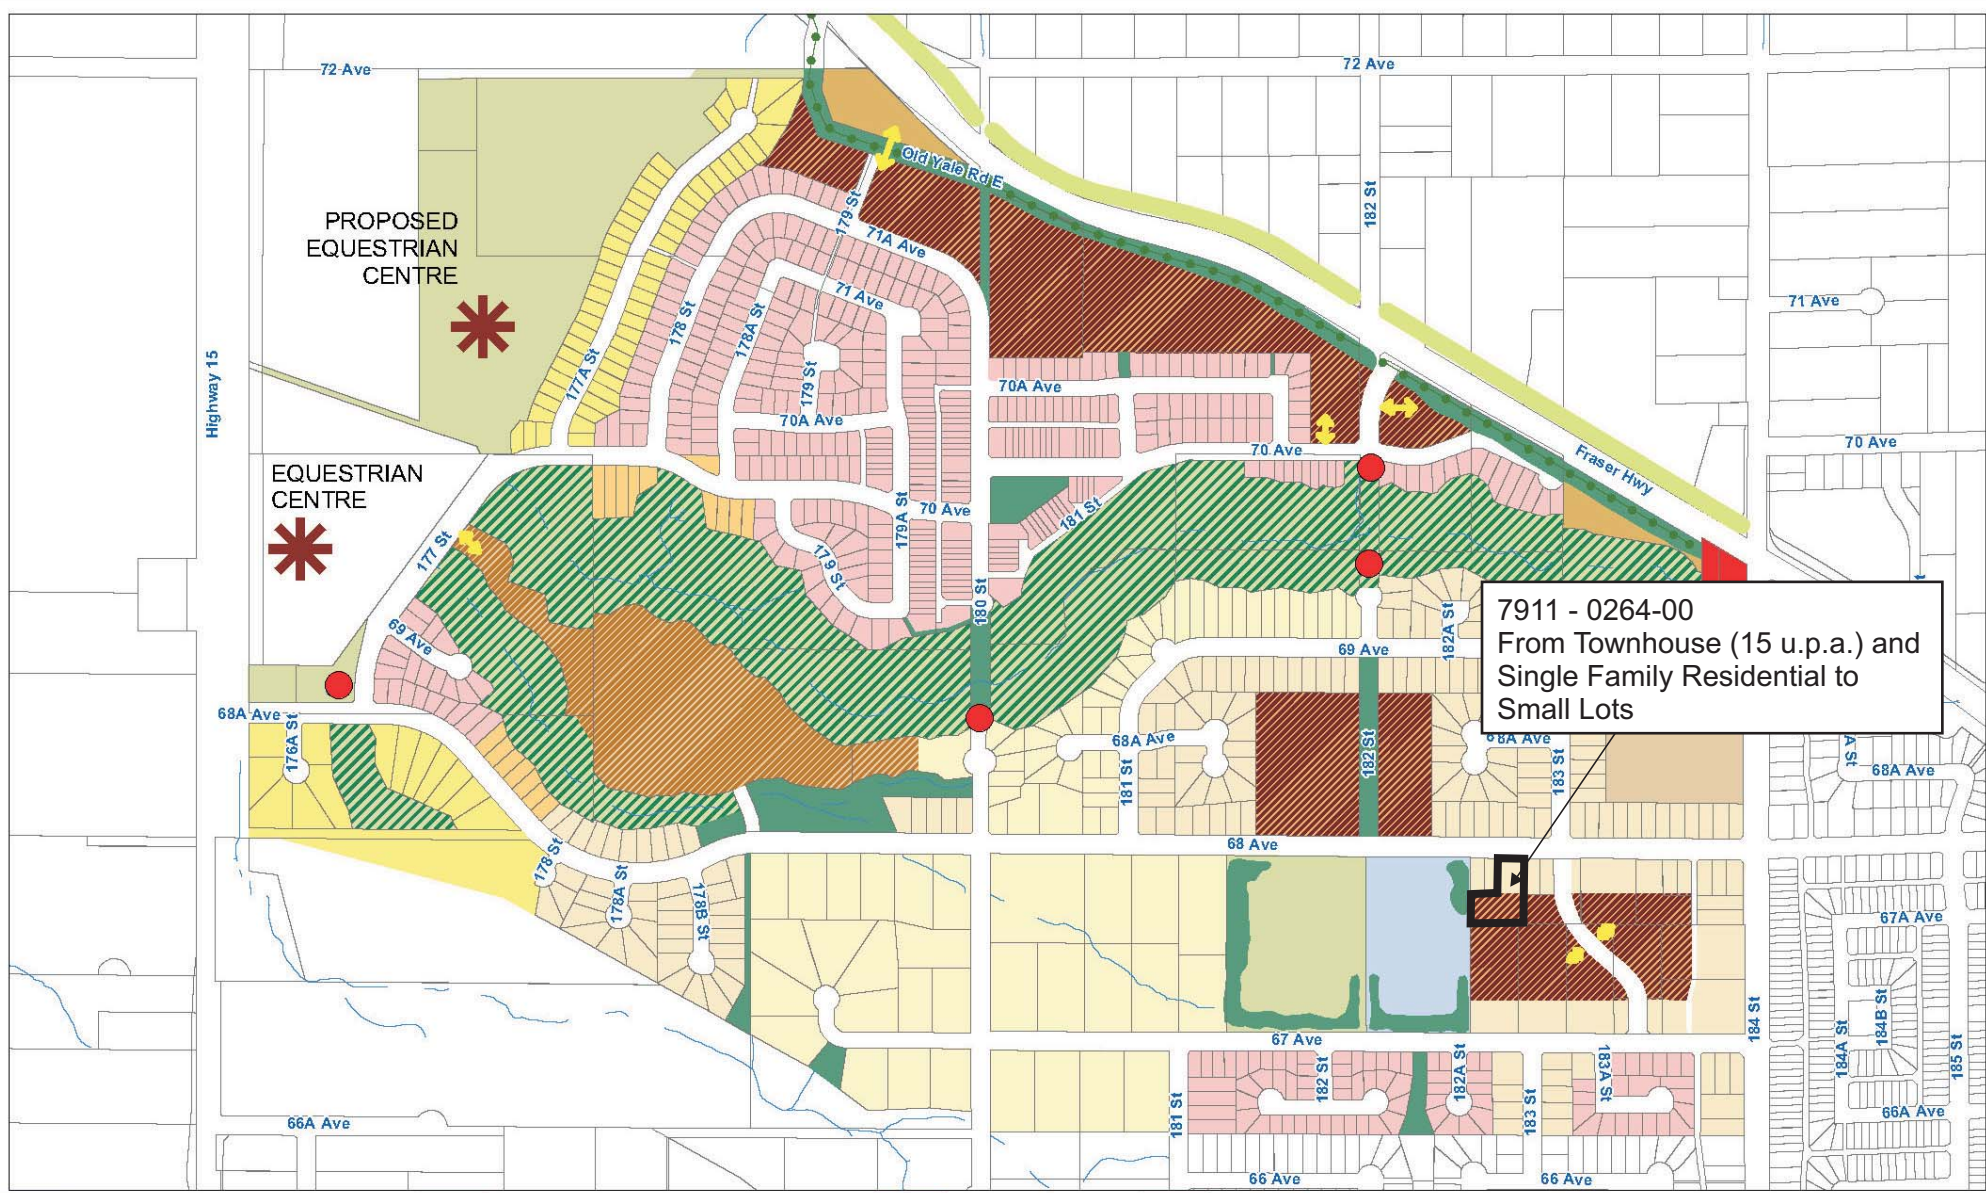 72 Ave
72 Ave
Old Yale Rd E
182 St
PROPOSED
EQUESTRIAN
CENTRE
179 St
71A Ave
71 Ave
71 Ave
178 St
178A St
Highway 15
177A St
179 St
70A Ave
70A Ave
70 Ave
70 Ave
Fraser Hwy
EQUESTRIAN
CENTRE
70 Ave
179A St
181 St
177 St
179 St
180 St
7911 - 0264-00
From Townhouse (15 u.p.a.) and
Single Family Residential to
Small Lots
69 Ave
182A St
69 Ave
68A Ave
176A St
68A Ave
182 St
68A Ave
183 St
A St
68A Ave
181 St
68 Ave
178 St
178A St
178B St
67A Ave
184 St
184A St
184B St
185 St
67 Ave
182 St
182A St
183A St
181 St
183 St
66A Ave
66A Ave
66 Ave
66 Ave